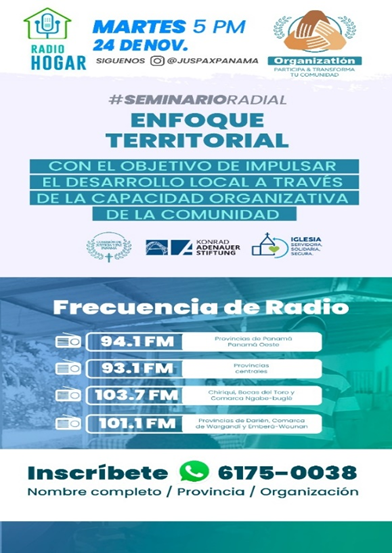 RADIO
HOGAR
MARTES 5 PM
24 DE NOV.
SIGUENOS @JUSPAXPANAMA
Organización
PARTICIPA & TRANSFORMA
TU COMUNIDAD
#SEMINARIORADIAL
ENFOQUE
TERRITORIAL
CON EL OBJETIVO DE IMPULSAR
EL DESARROLLO LOCAL A TRAVÉS
DE LA CAPACIDAD ORGANIZATIVA
DE LA COMUNIDAD
KONRAD
ADENAUER
STIFTUNG
IGLESIA
SERVIDORA,
SOLIDARIA,
SEGURA.
Frecuencia de Radio
94.1 FM
Provincias de Panamá
Panamá Oeste
93.1 FM
Provincias
centrales
103.7 FM
Chiriquí, Bocas del Toro y
Comarca Ngäbe-buglé
101.1 FM
Provincias de Darién, Comarca
de Wargandí y Emberá-Wounan
Inscríbete 6175-0038
Nombre completo / Provincia / Organización